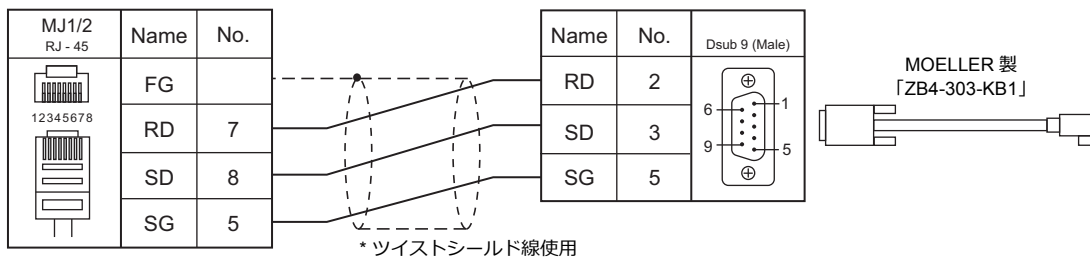 MJ1/2
RJ - 45
Name
No.
12345678
FG
RD
7
SD
8
SG
5
* ツイストシールド線使用
Name
No.
Dsub 9 (Male)
RD
2
SD
3
SG
5
6
1
9
5
MOELLER 製
「ZB4-303-KB1」